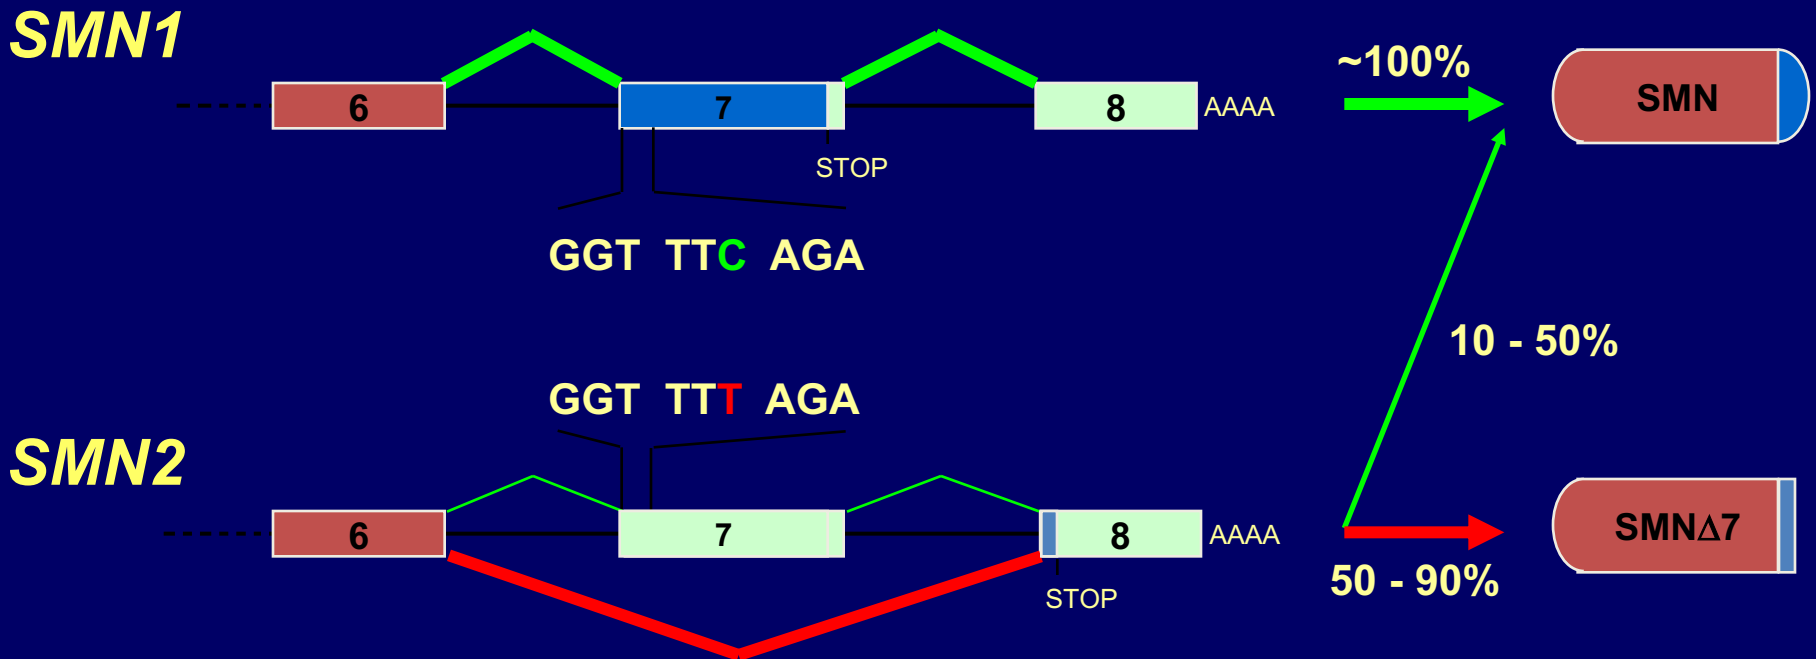 SMN1
6 7 8 AAAA
STOP
GGT TTC AGA
~100%
SMN
10 - 50%
GGT TTT AGA
SMN2
6 7 8 AAAA
STOP
50 - 90%
SMNΔ7